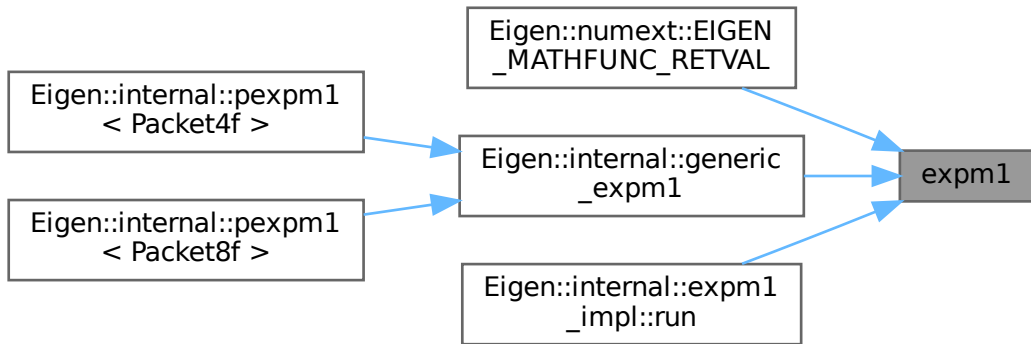 Eigen::numext::EIGEN
_MATHFUNC_RETVAL
Eigen::internal::pexpm1
< Packet4f >
Eigen::internal::generic
_expm1
expm1
Eigen::internal::pexpm1
< Packet8f >
Eigen::internal::expm1
_impl::run